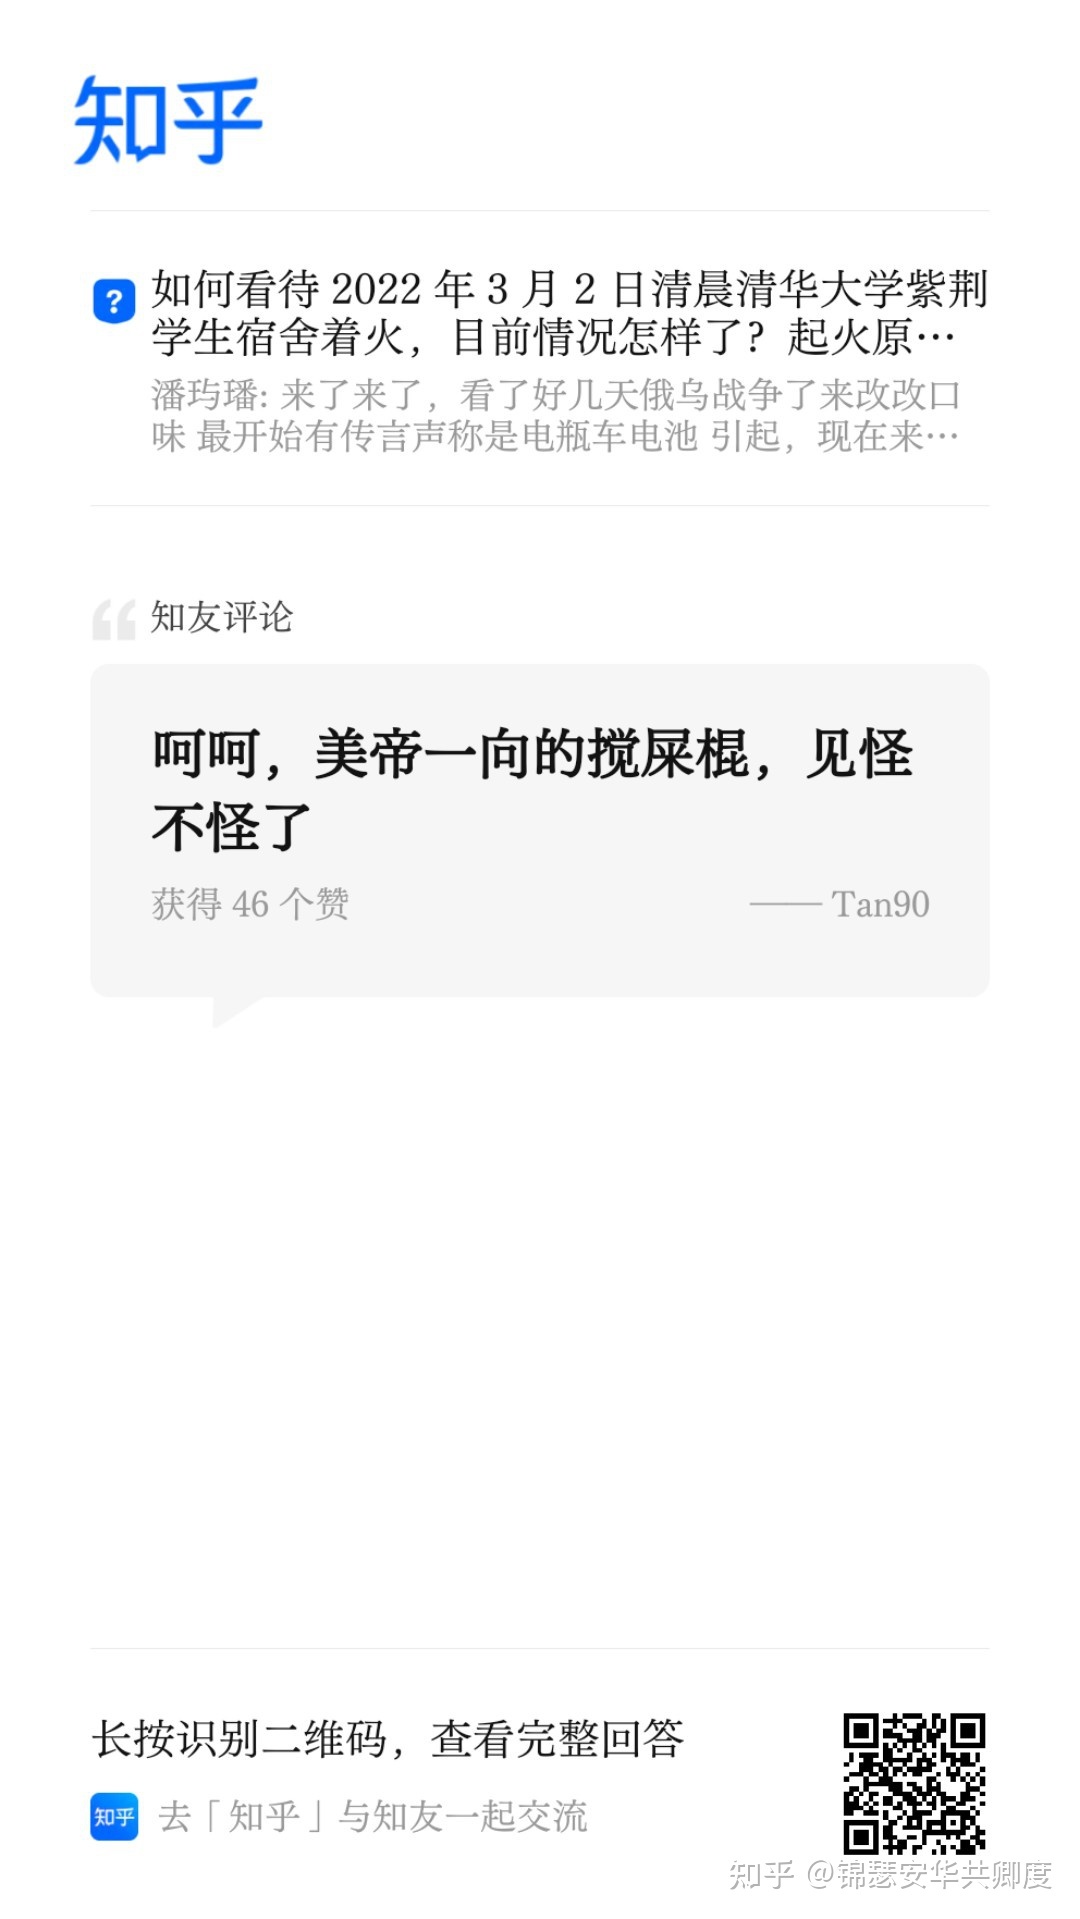 知乎
如何看待 2022 年 3 月 2 日清晨清华大学紫荆
学生宿舍着火，目前情况怎样了？起火原…
潘玙璠: 来了来了，看了好几天俄乌战争了来改改口
味 最开始有传言声称是电瓶车电池 引起，现在来…
知友评论
呵呵，美帝一向的搅屎棍，见怪
不怪了
获得 46 个赞 —— Tan90
长按识别二维码，查看完整回答
知乎 去「知乎」与知友一起交流
知乎 @锦瑟安华共卿度